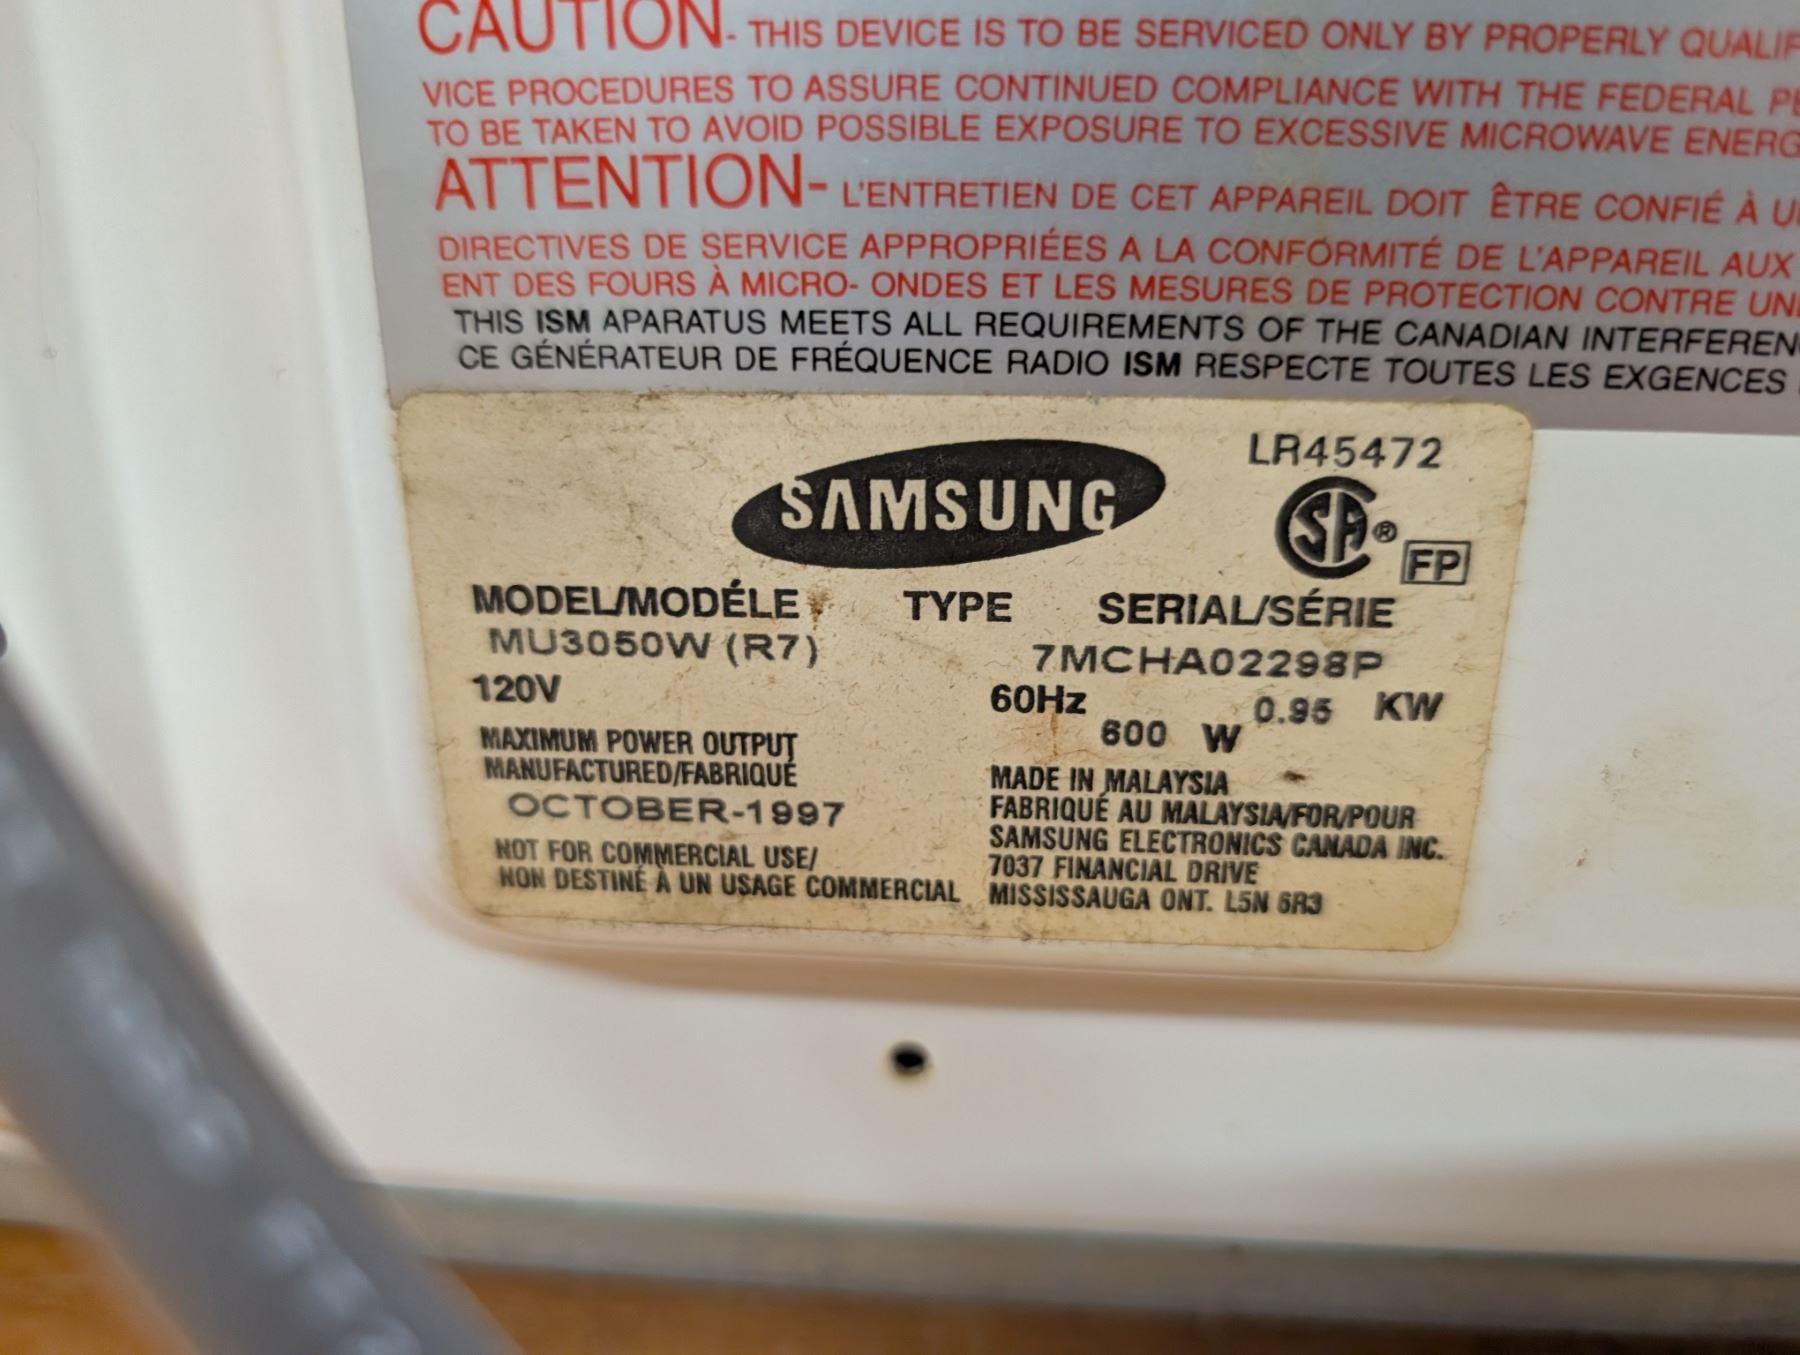 CAUTION- THIS DEVICE IS TO BE SERVICED ONLY BY PROPERLY QUALIF
VICE PROCEDURES TO ASSURE CONTINUED COMPLIANCE WITH THE FEDERAL PE
TO BE TAKEN TO AVOID POSSIBLE EXPOSURE TO EXCESSIVE MICROWAVE ENERG
ATTENTION- L'ENTRETIEN DE CET APPAREIL DOIT ÊTRE CONFIÉ À U
DIRECTIVES DE SERVICE APPROPRIÉES A LA CONFORMITÉ DE L'APPAREIL AUX
ENT DES FOURS À MICRO- ONDES ET LES MESURES DE PROTECTION CONTRE UN
THIS ISM APARATUS MEETS ALL REQUIREMENTS OF THE CANADIAN INTERFEREN
CE GÉNÉRATEUR DE FRÉQUENCE RADIO ISM RESPECTE TOUTES LES EXGENCES
LR45472
SAMSUNG
SA®
FP
MODEL/MODÉLE TYPE SERIAL/SÉRIE
MU3050W (R7) 7MCHA02298P
120V 60Hz 0.95 KW
MAXIMUM POWER OUTPUT 600 W
MANUFACTURED/FABRIQUÉ
OCTOBER-1997
NOT FOR COMMERCIAL USE/
NON DESTINÉ À UN USAGE COMMERCIAL
MADE IN MALAYSIA
FABRIQUÉ AU MALAYSIA/FOR/POUR
SAMSUNG ELECTRONICS CANADA INC.
7037 FINANCIAL DRIVE
MISSISSAUGA ONT. L5N 6R3